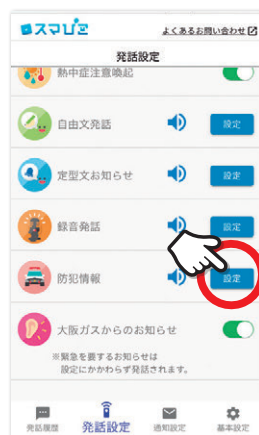 スマぴぴ
よくあるお問い合わせ
発話設定
熱中症注意喚起
自由文発話
設定
定型文お知らせ
設定
録音発話
設定
防犯情報
設定
大阪ガスからのお知らせ
※緊急を要するお知らせは
設定にかかわらず発話されます。
発話履歴
発話設定
通知設定
基本設定